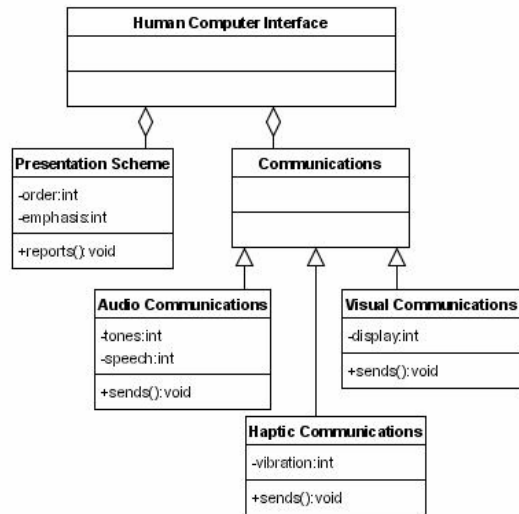 Human Computer Interface
Presentation Scheme
-order:int
-emphasis:int
+reports():void
Communications
Audio Communications
-tones:int
-speech:int
+sends():void
Visual Communications
-display:int
+sends():void
Haptic Communications
-vibration:int
+sends():void